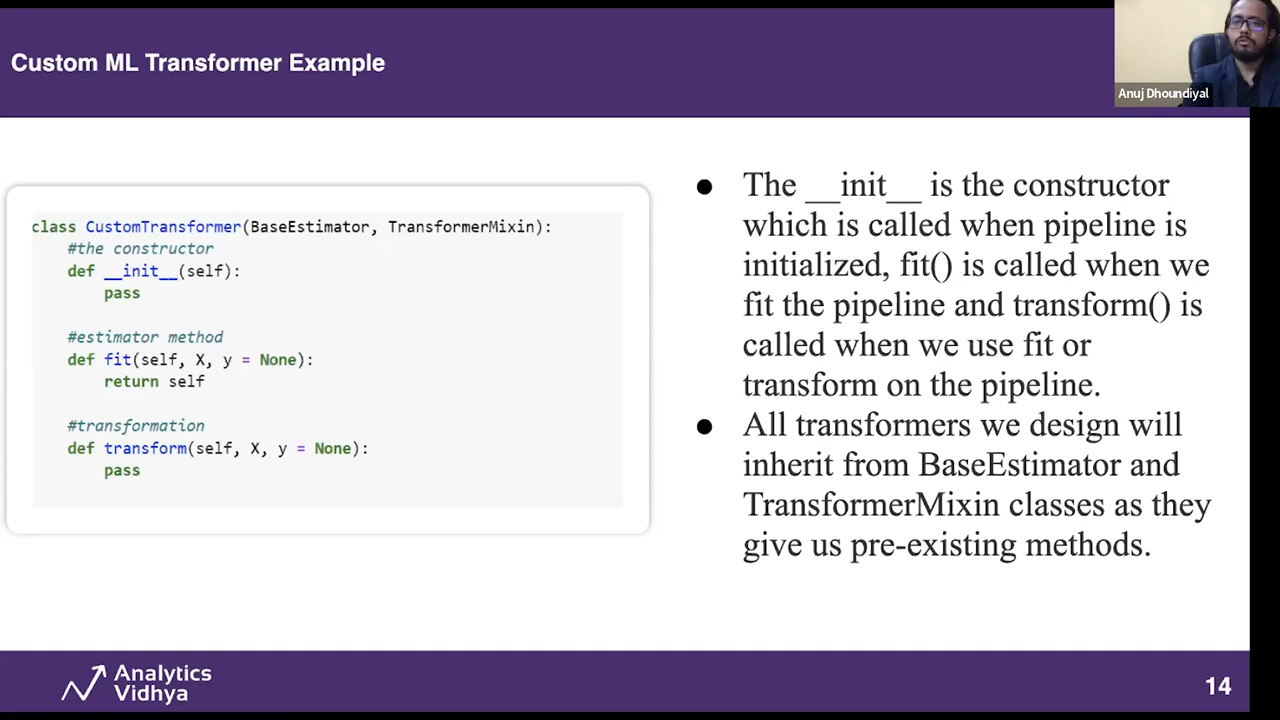 Custom ML Transformer Example
Anuj Dhoundiyal
class CustomTransformer(BaseEstimator, TransformerMixin):
#the constructor
def __init__(self):
pass
#estimator method
def fit(self, X, y = None):
return self
#transformation
def transform(self, X, y = None):
pass
● The __init__ is the constructor
which is called when pipeline is
initialized, fit() is called when we
fit the pipeline and transform() is
called when we use fit or
transform on the pipeline.
● All transformers we design will
inherit from BaseEstimator and
TransformerMixin classes as they
give us pre-existing methods.
Analytics
Vidhya
14